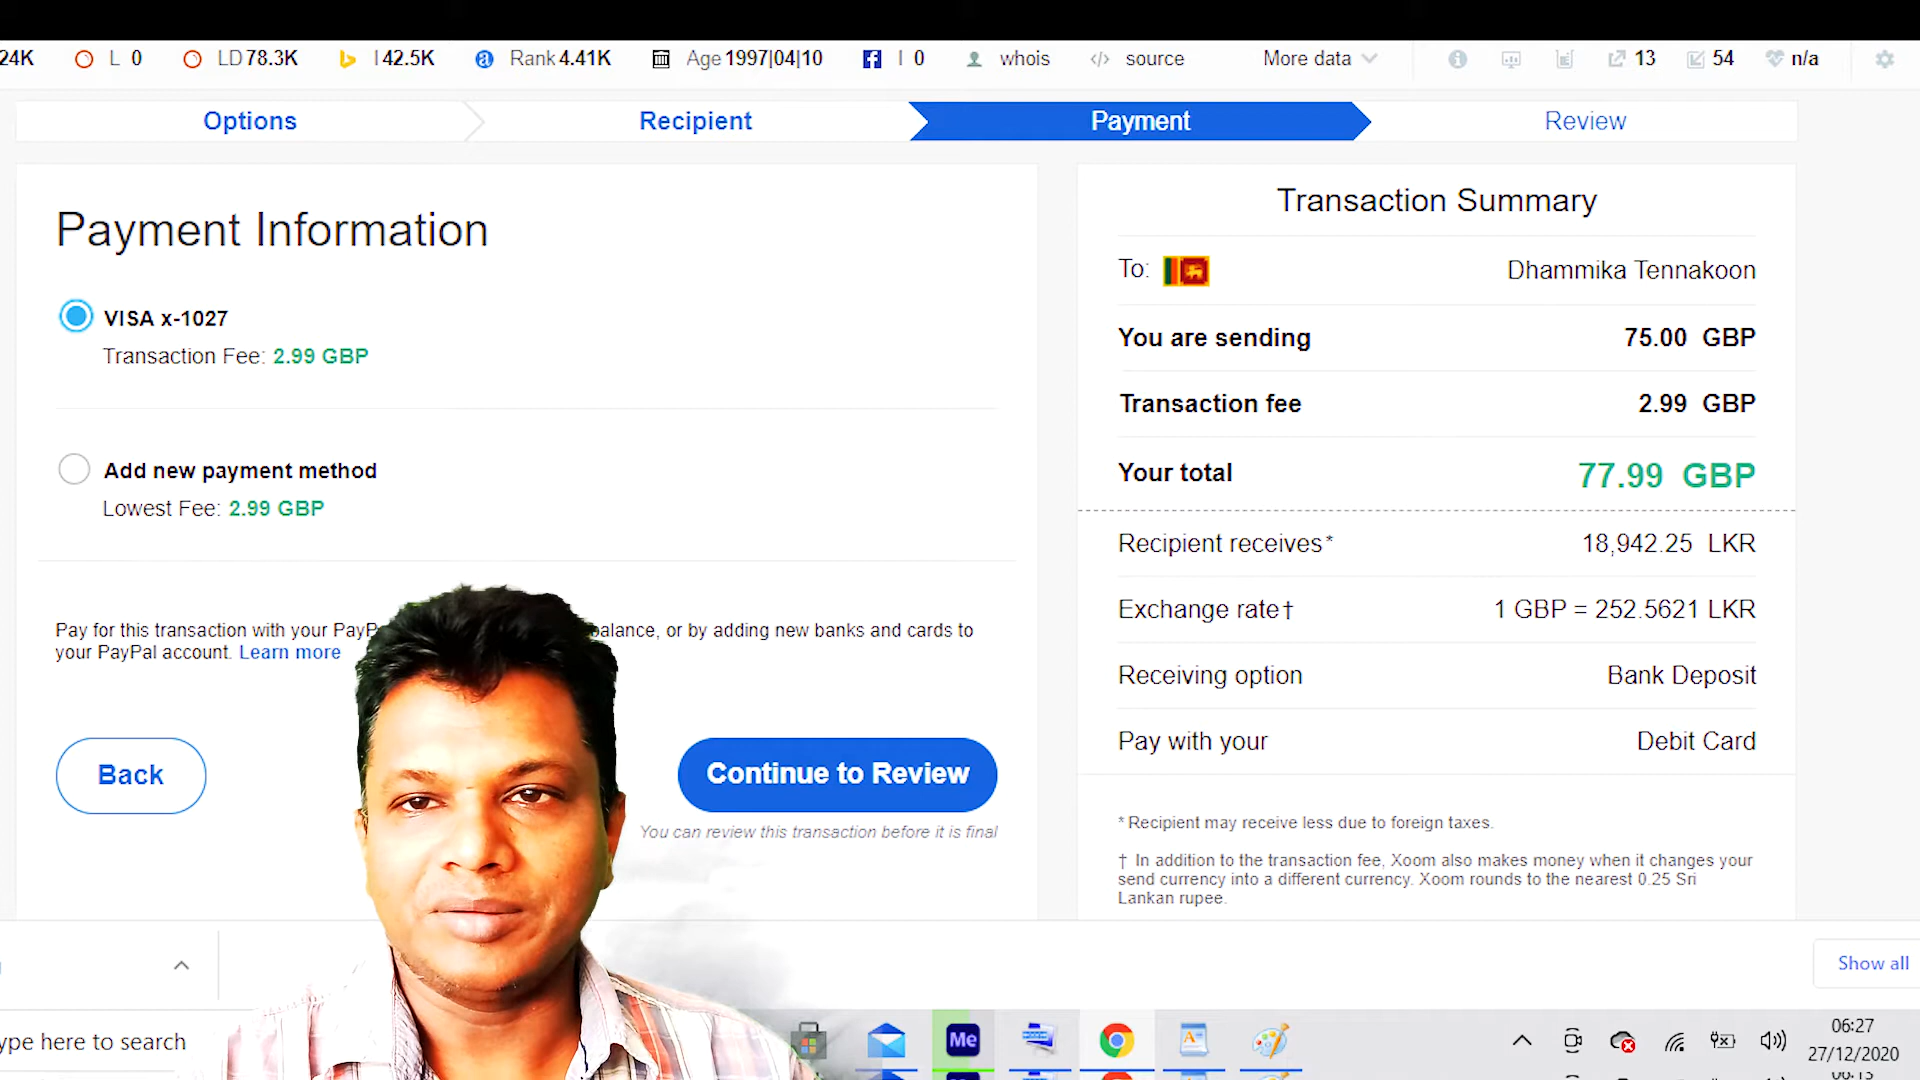 24K L 0 LD 78.3K I 42.5K Rank 4.41K Age 1997|04|10 I 0 whois source More data 13 54 n/a
Options Recipient Payment Review
Payment Information
VISA x-1027
Transaction Fee: 2.99 GBP
Add new payment method
Lowest Fee: 2.99 GBP
Pay for this transaction with your balance, or by adding new banks and cards to
your PayPal account. Learn more
Back
Continue to Review
You can review this transaction before it is final
Transaction Summary
To: Dhammika Tennakoon
You are sending 75.00 GBP
Transaction fee 2.99 GBP
Your total 77.99 GBP
Recipient receives* 18,942.25 LKR
Exchange rate† 1 GBP = 252.5621 LKR
Receiving option Bank Deposit
Pay with your Debit Card
* Recipient may receive less due to foreign taxes.
† In addition to the transaction fee, Xoom also makes money when it changes your
send currency into a different currency. Xoom rounds to the nearest 0.25 Sri
Lankan rupee.
Show all
ype here to search
Me
06:27
27/12/2020